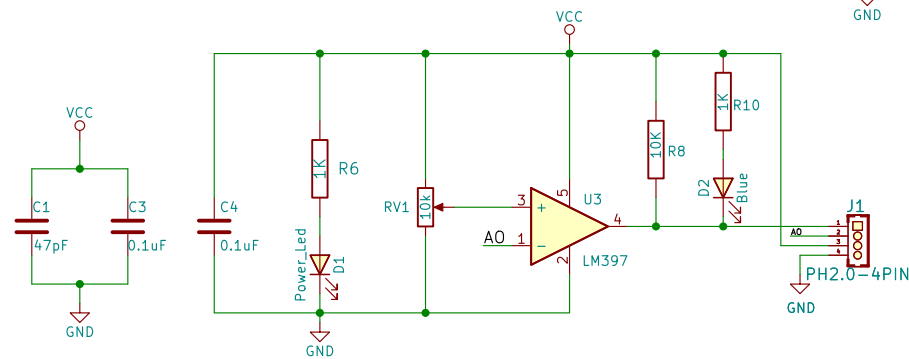 GND
VCC
VCC
C1
47pF
C3
0.1uF
GND
C4
0.1uF
1K
R6
Power_Led
D1
GND
RV1
10k
3
1
AO
+
−
5
2
U3
4
LM397
10K
R8
1K
R10
D2
Blue
J1
1
AO
2
3
4
PH2.0-4PIN
GND